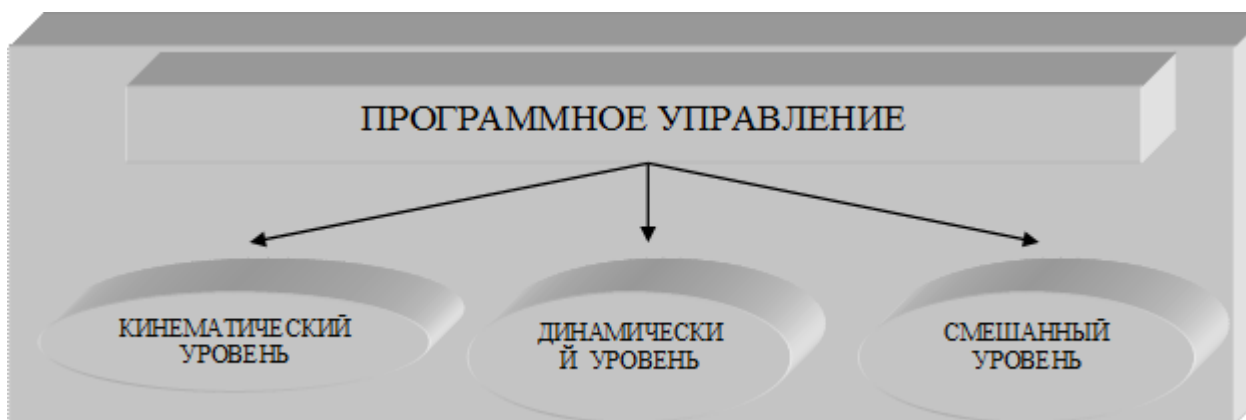 ПРОГРАММНОЕ УПРАВЛЕНИЕ
КИНЕМАТИЧЕСКИЙ
УРОВЕНЬ
ДИНАМИЧЕСКИ
Й УРОВЕНЬ
СМЕШАННЫЙ
УРОВЕНЬ